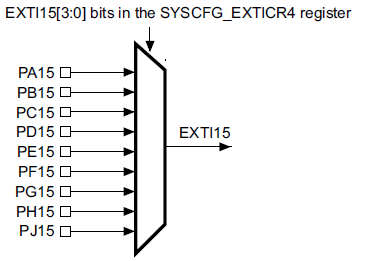 EXTI15[3:0] bits in the SYSCFG_EXTICR4 register
PA15
PB15
PC15
PD15
PE15
PF15
PG15
PH15
PJ15
EXTI15